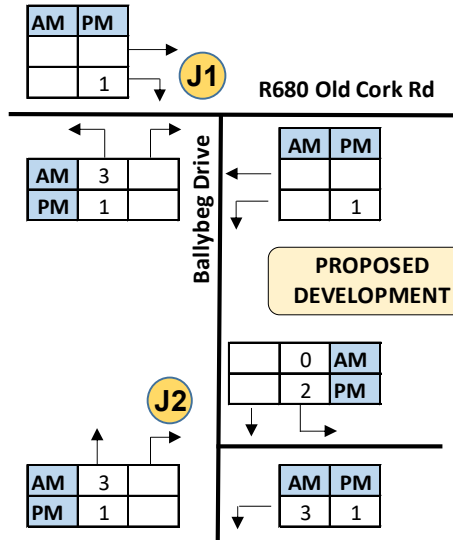 AM PM
1
J1
R680 Old Cork Rd
AM 3
PM 1
Ballybeg Drive
AM PM
1
PROPOSED
DEVELOPMENT
0 AM
2 PM
J2
AM 3
PM 1
AM PM
3 1